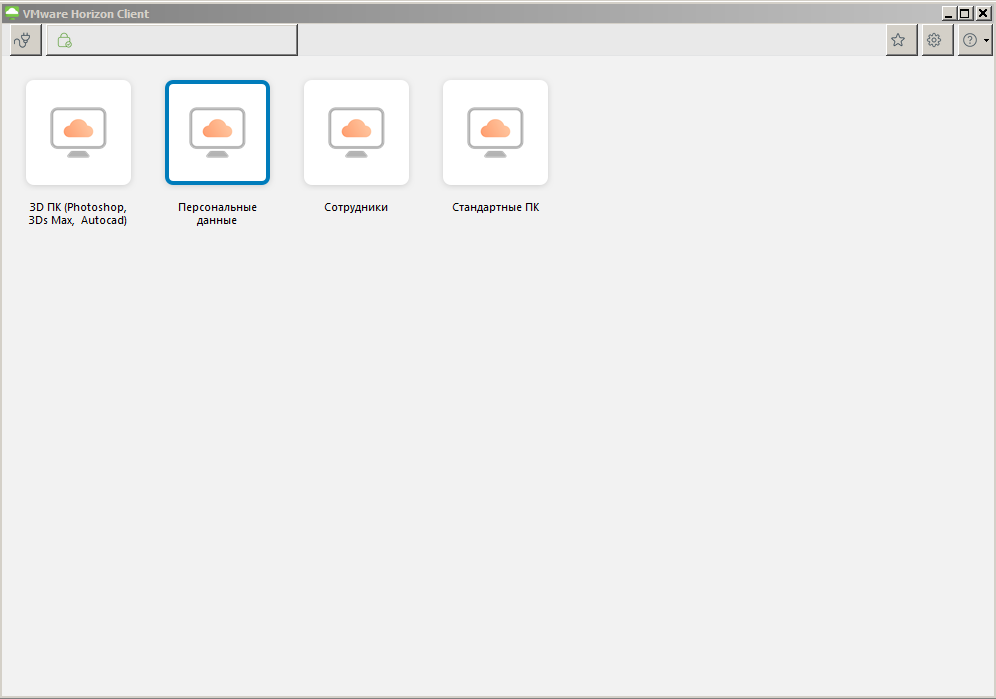 VMware Horizon Client
3D ПК (Photoshop,
3Ds Max, Autocad)
Персональные
данные
Сотрудники
Стандартные ПК